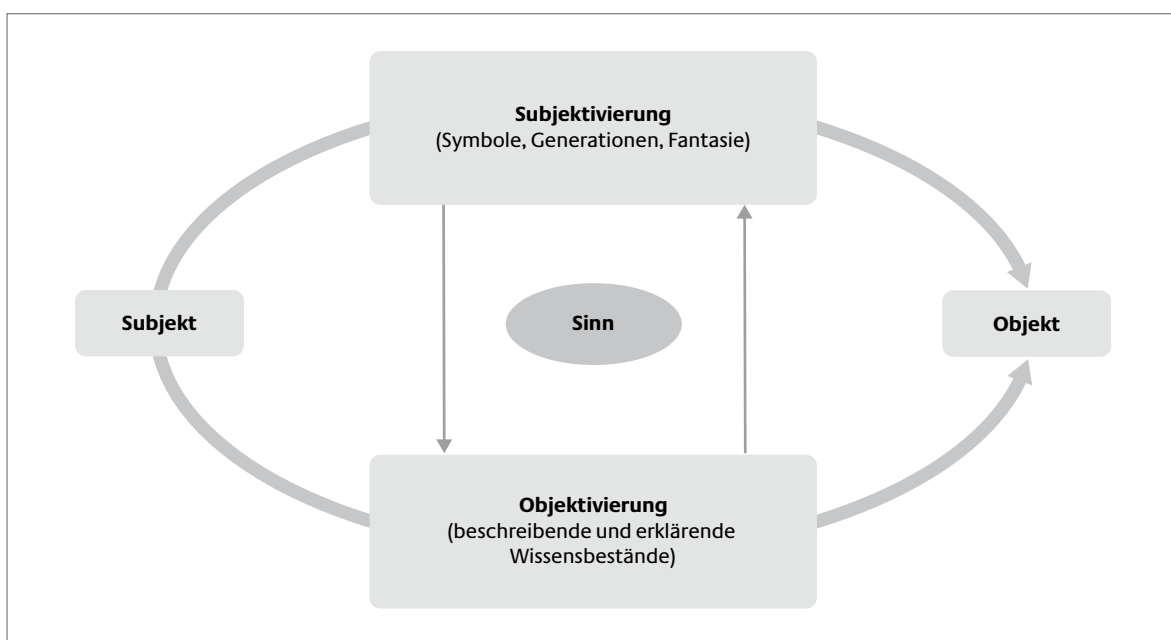 Subjektivierung
(Symbole, Generationen, Fantasie)
Subjekt
Sinn
Objekt
Objektivierung
(beschreibende und erklärende
Wissensbestände)